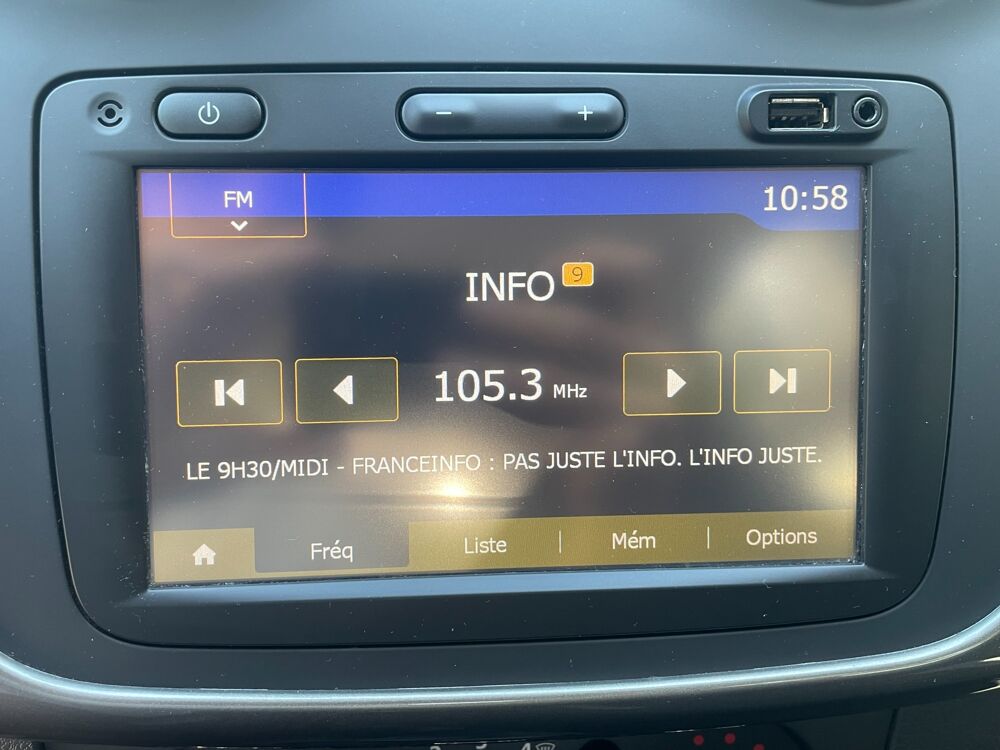 FM
10:58
INFO 9
105.3 MHz
LE 9H30/MIDI - FRANCEINFO : PAS JUSTE L'INFO. L'INFO JUSTE.
Fréq Liste Mém Options